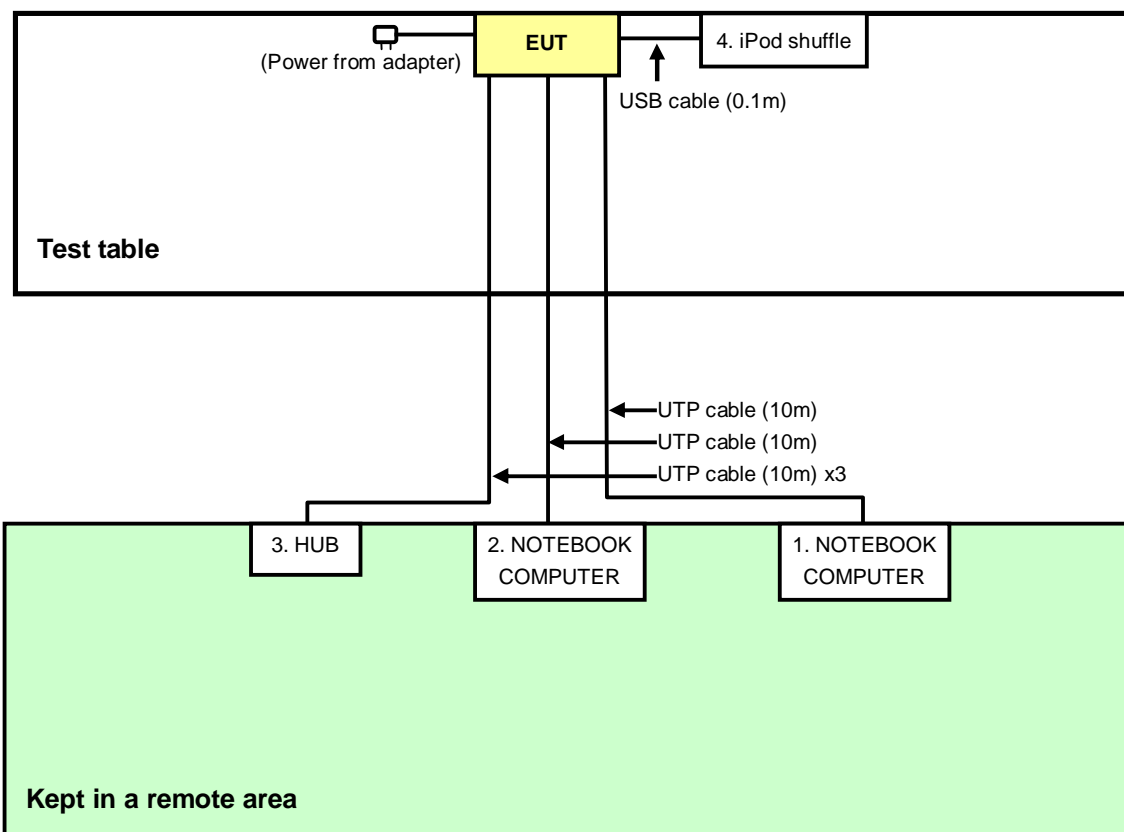 EUT
4. iPod shuffle
(Power from adapter)
USB cable (0.1m)
Test table
UTP cable (10m)
UTP cable (10m)
UTP cable (10m) x3
3. HUB
2. NOTEBOOK
COMPUTER
1. NOTEBOOK
COMPUTER
Kept in a remote area